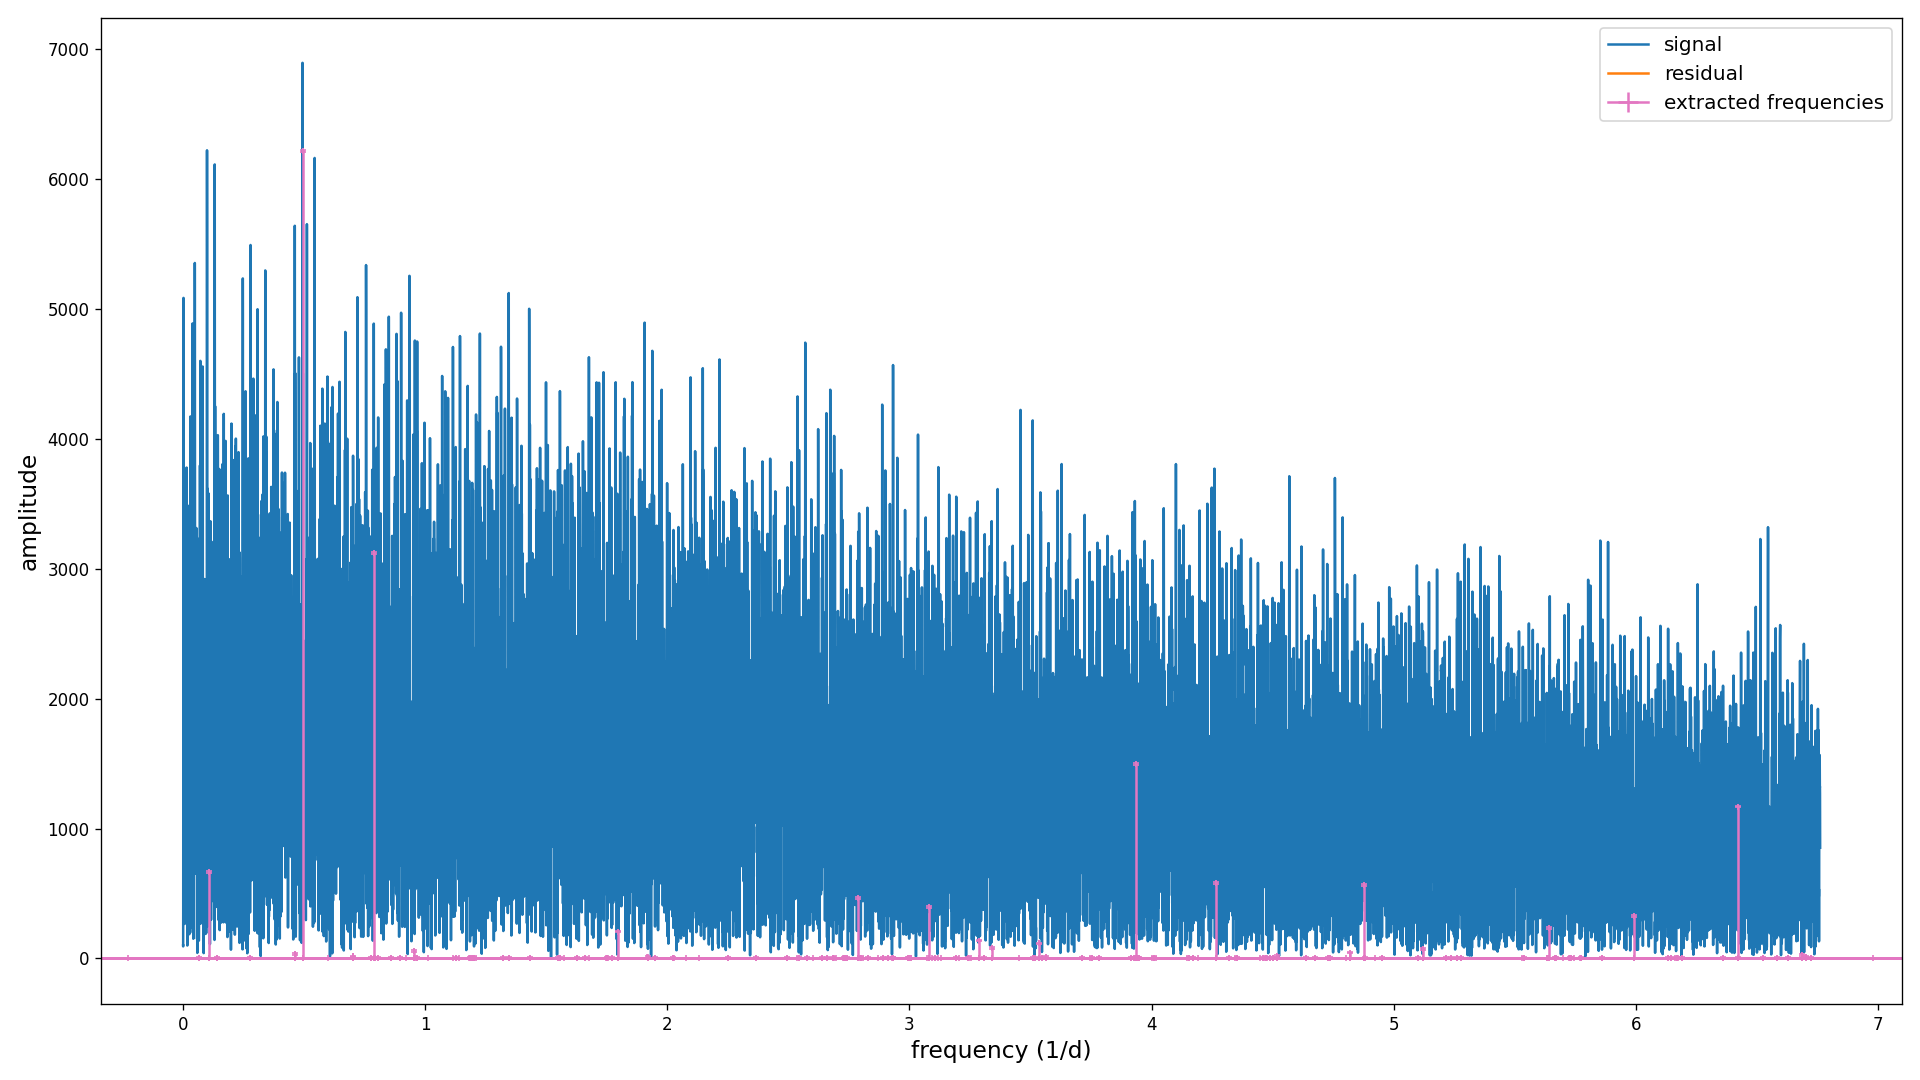 signal
residual
extracted frequencies
7000
6000
5000
4000
3000
2000
1000
0
amplitude
0 1 2 3 4 5 6 7
frequency (1/d)